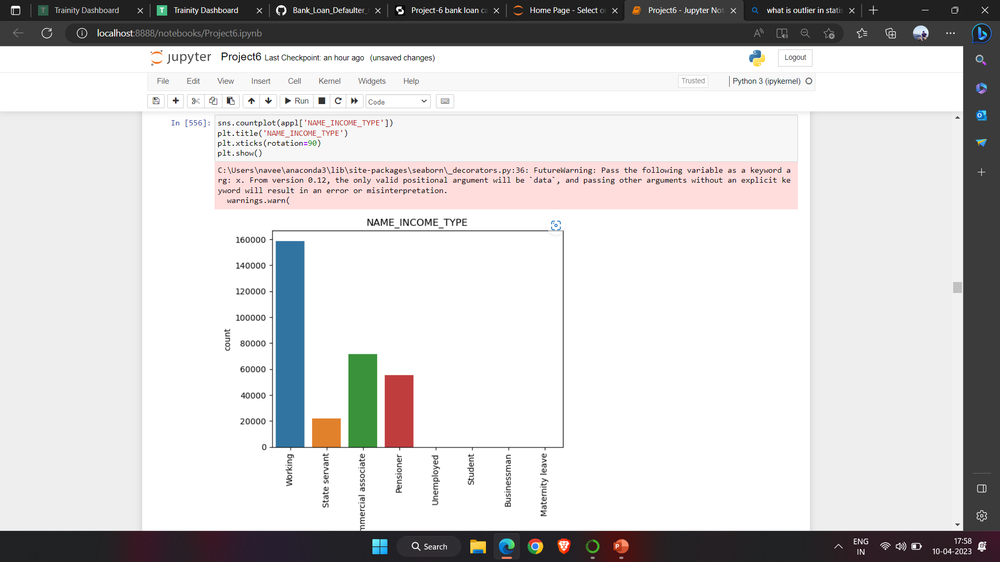 Trainity Dashboard
Trainity Dashboard
Bank_Loan_Defaulter_
Project-6 bank loan ca
Home Page - Select or
Project6 - Jupyter Not
what is outlier in statis
localhost:8888/notebooks/Project6.ipynb
jupyter Project6 Last Checkpoint: an hour ago (unsaved changes)
Logout
File Edit View Insert Cell Kernel Widgets Help
Trusted
Python 3 (ipykernel)
Run
Code
In [556]: sns.countplot(appl['NAME_INCOME_TYPE'])
plt.title('NAME_INCOME_TYPE')
plt.xticks(rotation=90)
plt.show()
C:\Users\navee\anaconda3\lib\site-packages\seaborn\_decorators.py:36: FutureWarning: Pass the following variable as a keyword a
rg: x. From version 0.12, the only valid positional argument will be `data`, and passing other arguments without an explicit ke
yword will result in an error or misinterpretation.
warnings.warn(
NAME_INCOME_TYPE
160000
140000
120000
100000
80000
60000
40000
20000
0
count
Working
State servant
mmercial associate
Pensioner
Unemployed
Student
Businessman
Maternity leave
Search
ENG
IN
17:58
10-04-2023